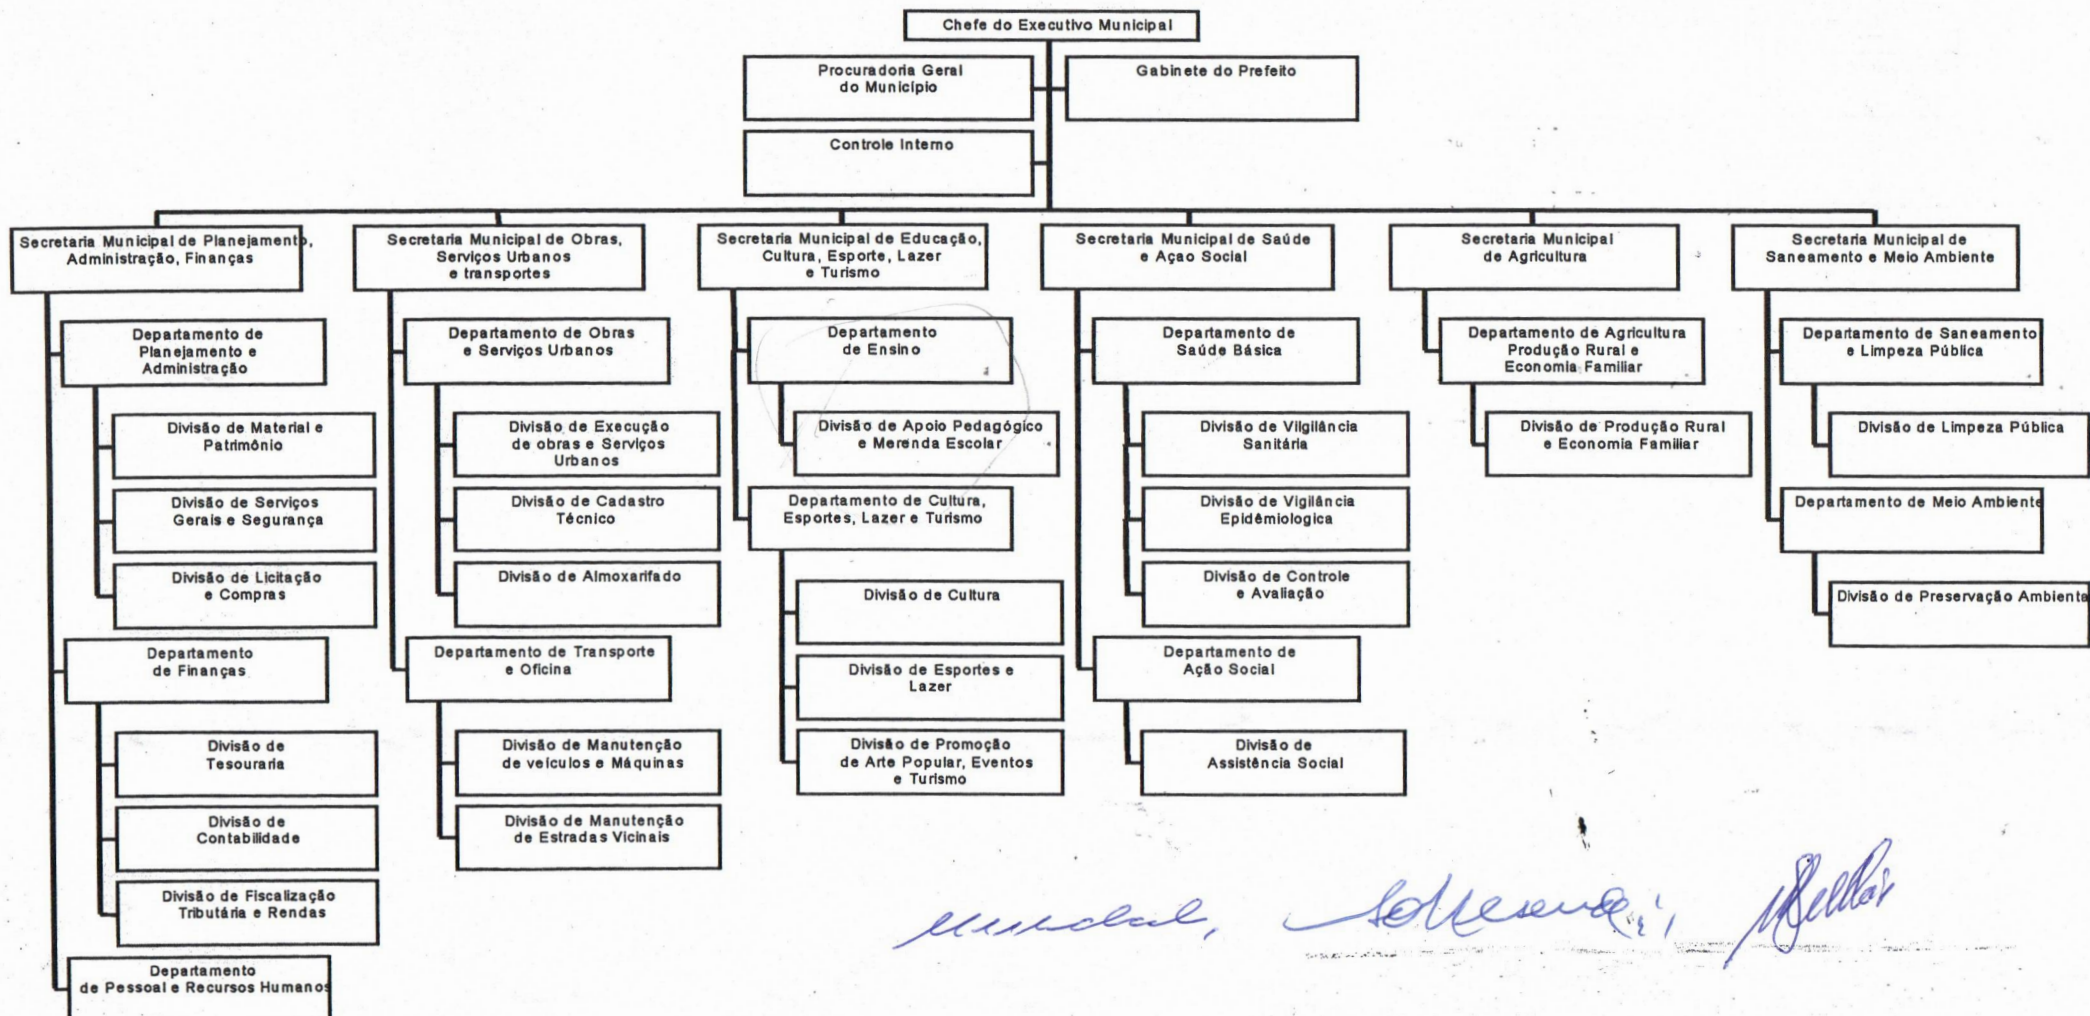 Chefe do Executivo Municipal
Procuradoria Geral
do Município
Gabinete do Prefeito
Controle Interno
Secretaria Municipal de Planejamento,
Administração, Finanças
Departamento de
Planejamento e
Administração
Divisão de Material e
Patrimônio
Divisão de Serviços
Gerais e Segurança
Divisão de Licitação
e Compras
Departamento
de Finanças
Divisão de
Tesouraria
Divisão de
Contabilidade
Divisão de Fiscalização
Tributária e Rendas
Departamento
de Pessoal e Recursos Humanos
Secretaria Municipal de Obras,
Serviços Urbanos
e transportes
Departamento de Obras
e Serviços Urbanos
Divisão de Execução
de obras e Serviços
Urbanos
Divisão de Cadastro
Técnico
Divisão de Almoxarifado
Departamento de Transporte
e Oficina
Divisão de Manutenção
de veículos e Máquinas
Divisão de Manutenção
de Estradas Vicinais
Secretaria Municipal de Educação,
Cultura, Esporte, Lazer
e Turismo
Departamento
de Ensino
Divisão de Apoio Pedagógico
e Merenda Escolar
Departamento de Cultura,
Esportes, Lazer e Turismo
Divisão de Cultura
Divisão de Esportes e
Lazer
Divisão de Promoção
de Arte Popular, Eventos
e Turismo
Secretaria Municipal de Saúde
e Açao Social
Departamento de
Saúde Básica
Divisão de Vilgilância
Sanitária
Divisão de Vigilância
Epidêmiologica
Divisão de Controle
e Avaliação
Departamento de
Ação Social
Divisão de
Assistência Social
Secretaria Municipal
de Agricultura
Departamento de Agricultura
Produção Rural e
Economia Familiar
Divisão de Produção Rural
e Economia Familiar
Secretaria Municipal de
Saneamento e Meio Ambiente
Departamento de Saneamento
e Limpeza Pública
Divisão de Limpeza Pública
Departamento de Meio Ambiente
Divisão de Preservação Ambiental